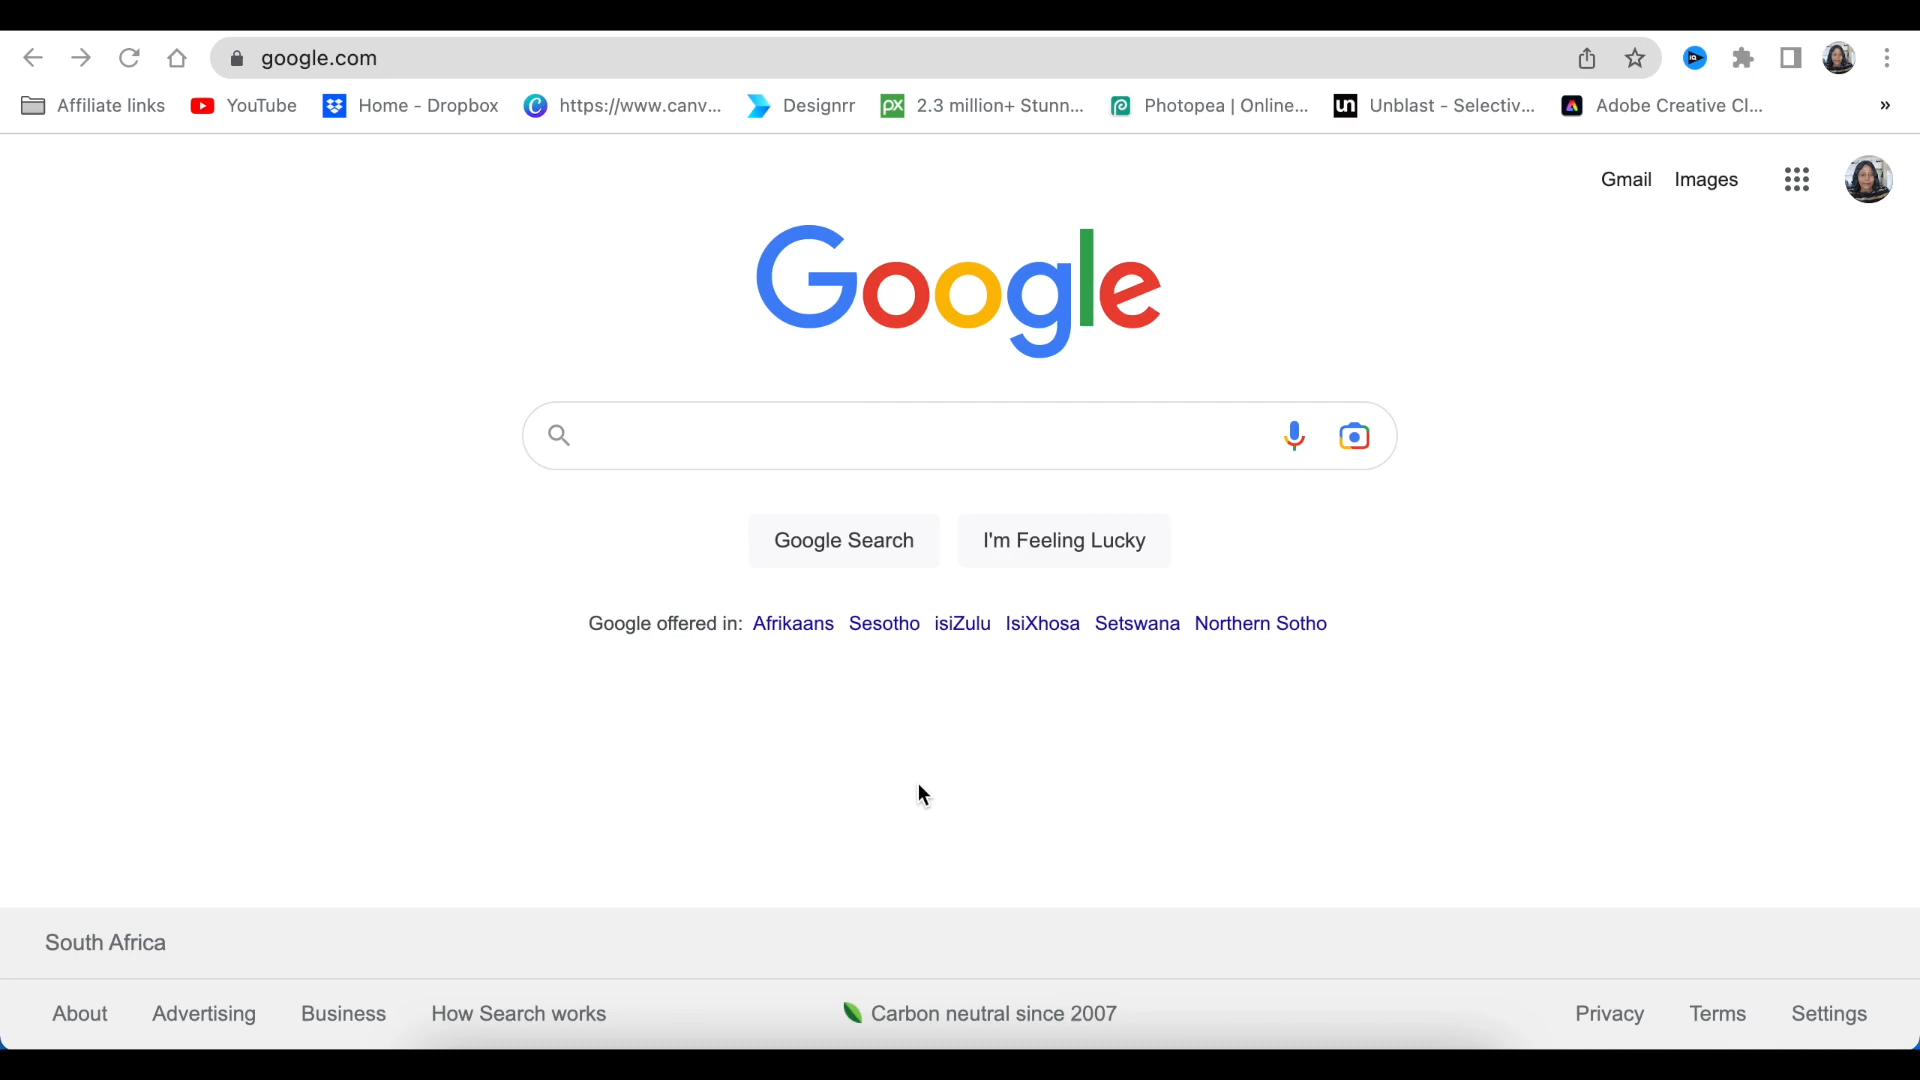 google.com
Affiliate links YouTube Home - Dropbox https://www.canv... Designrr 2.3 million+ Stunn... Photopea | Online... Unblast - Selectiv... Adobe Creative Cl... »
Gmail Images
Google
Google Search I'm Feeling Lucky
Google offered in: Afrikaans Sesotho isiZulu IsiXhosa Setswana Northern Sotho
South Africa
About Advertising Business How Search works Carbon neutral since 2007 Privacy Terms Settings